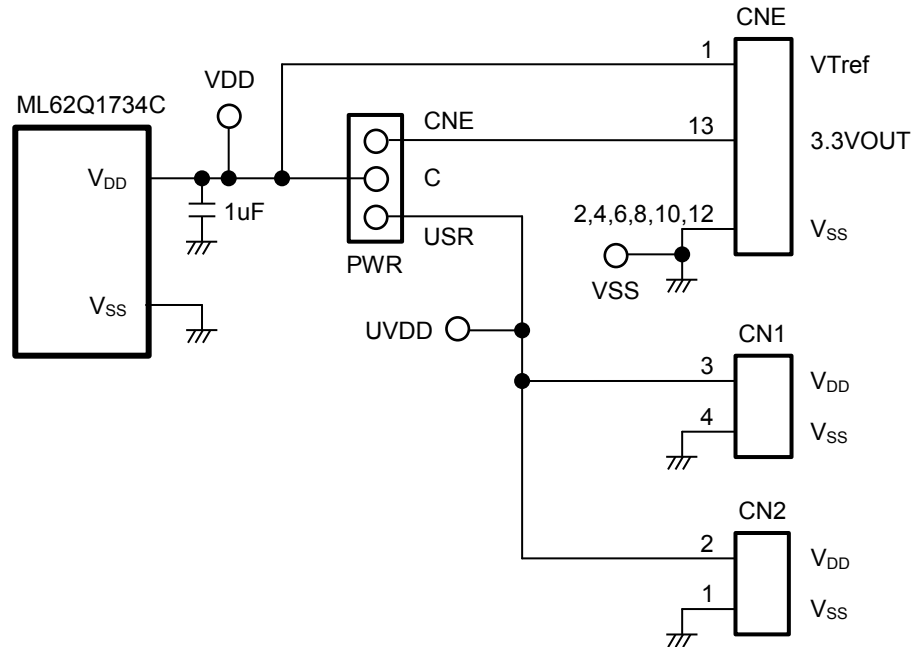 CNE
1
VTref
VDD
ML62Q1734C
CNE
13
3.3VOUT
VDD
C
1uF
2,4,6,8,10,12
VSS
USR
PWR
VSS
VSS
UVDD
CN1
3
VDD
4
VSS
CN2
2
VDD
1
VSS